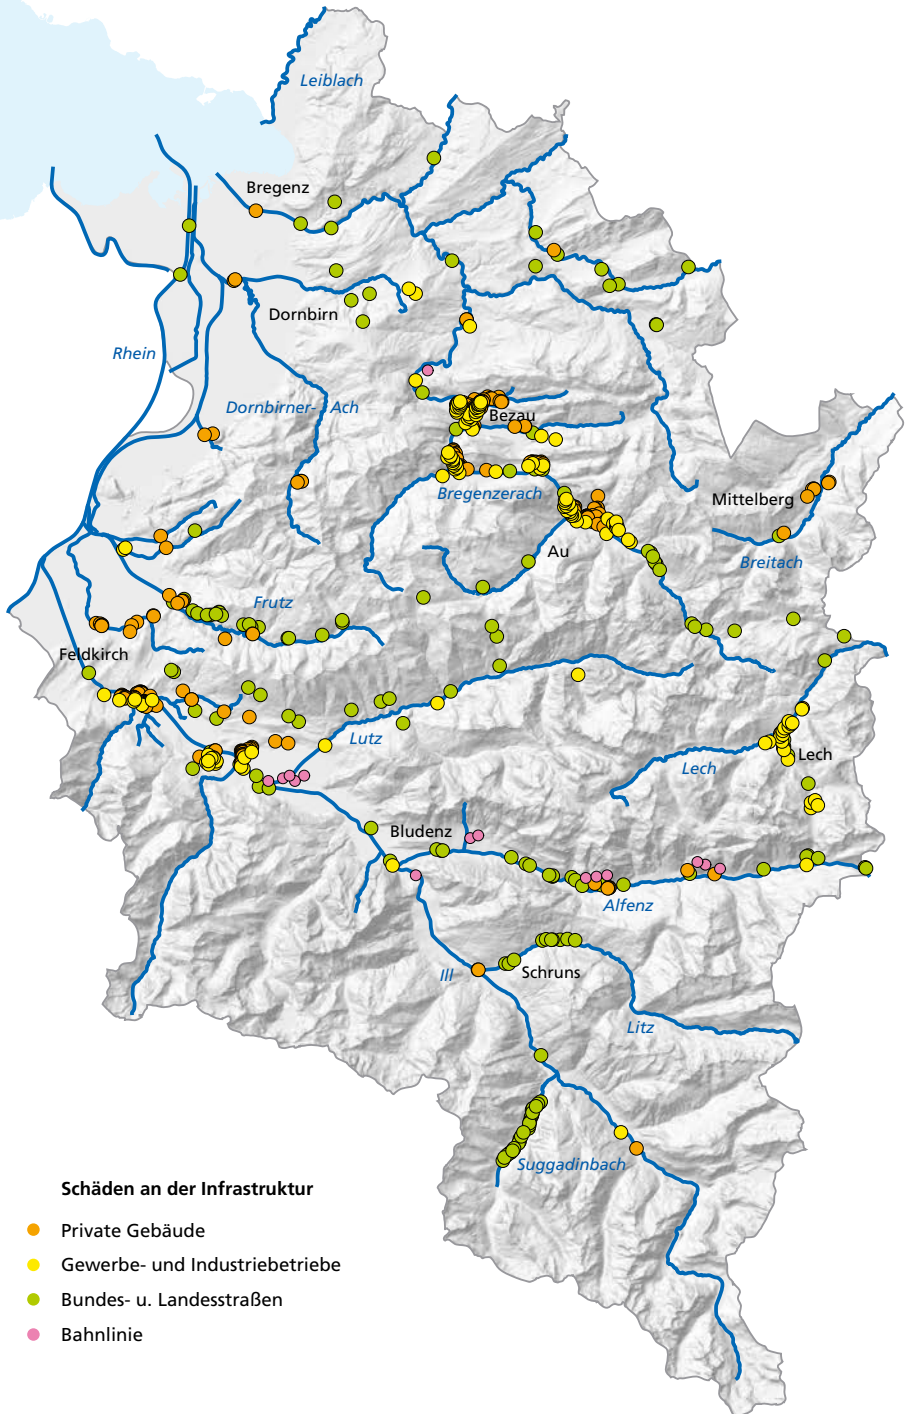 Leiblach
Bregenz
Dornbirn
Rhein
Dornbirner- Ach
Bezau
Bregenzerach
Mittelberg
Au
Breitach
Frutz
Feldkirch
Lutz
Lech
Lech
Bludenz
Alfenz
Ill
Schruns
Litz
Suggadinbach
Schäden an der Infrastruktur
Private Gebäude
Gewerbe- und Industriebetriebe
Bundes- u. Landesstraßen
Bahnlinie